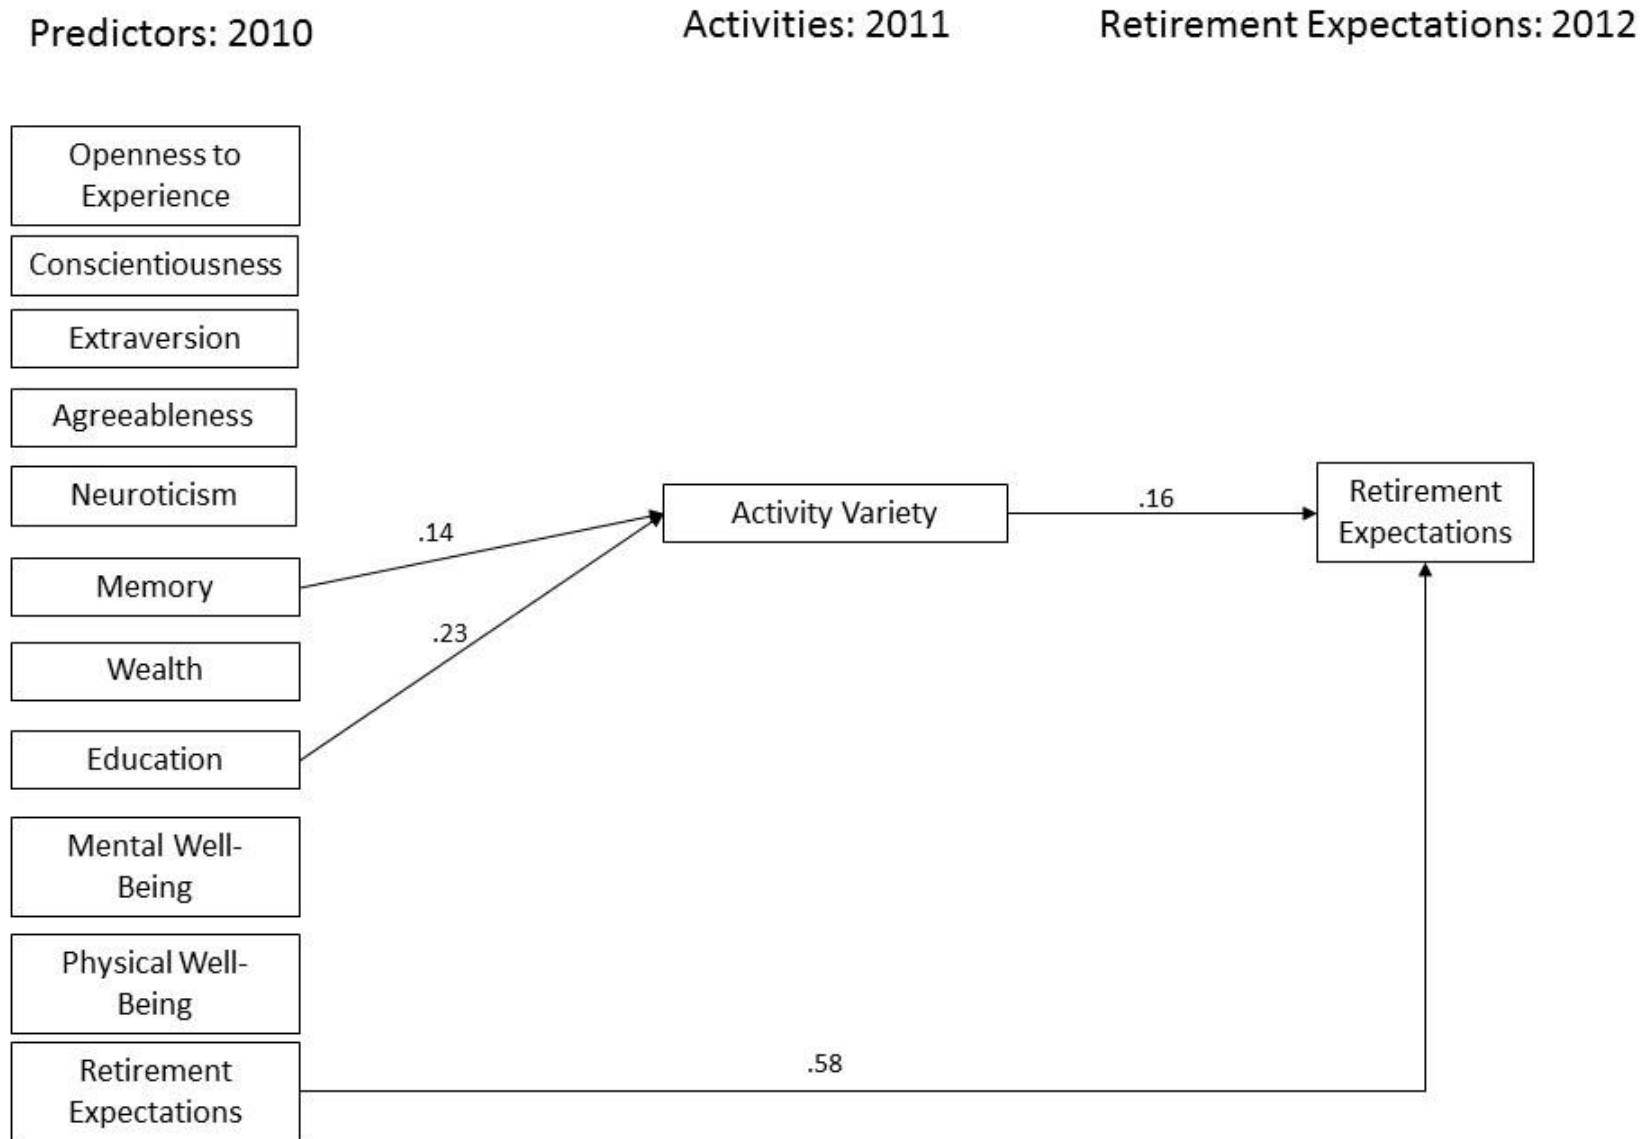 Predictors: 2010
Activities: 2011
Retirement Expectations: 2012
Openness to
Experience
Conscientiousness
Extraversion
Agreeableness
Neuroticism
Memory
Wealth
Education
Mental Well-
Being
Physical Well-
Being
Retirement
Expectations
.14
.23
Activity Variety
.16
Retirement
Expectations
.58